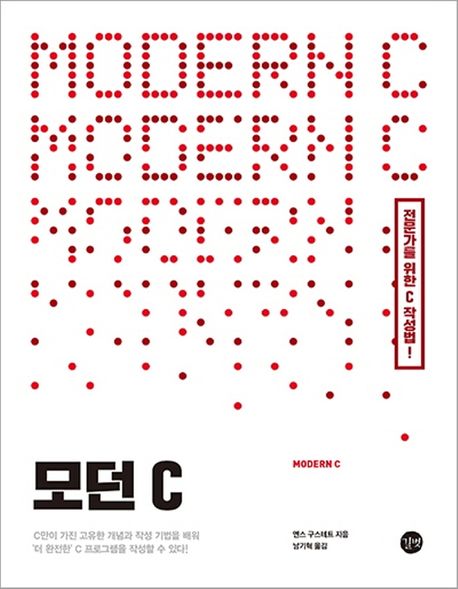 MODERN C
MODERN C
전문가를 위한 C 작성법!
모던 C
MODERN C
C만이 가진 고유한 개념과 작성 기법을 배워
'더 완전한' C 프로그램을 작성할 수 있다!
옌스 구스테트 지음
남기혁 옮김
길벗